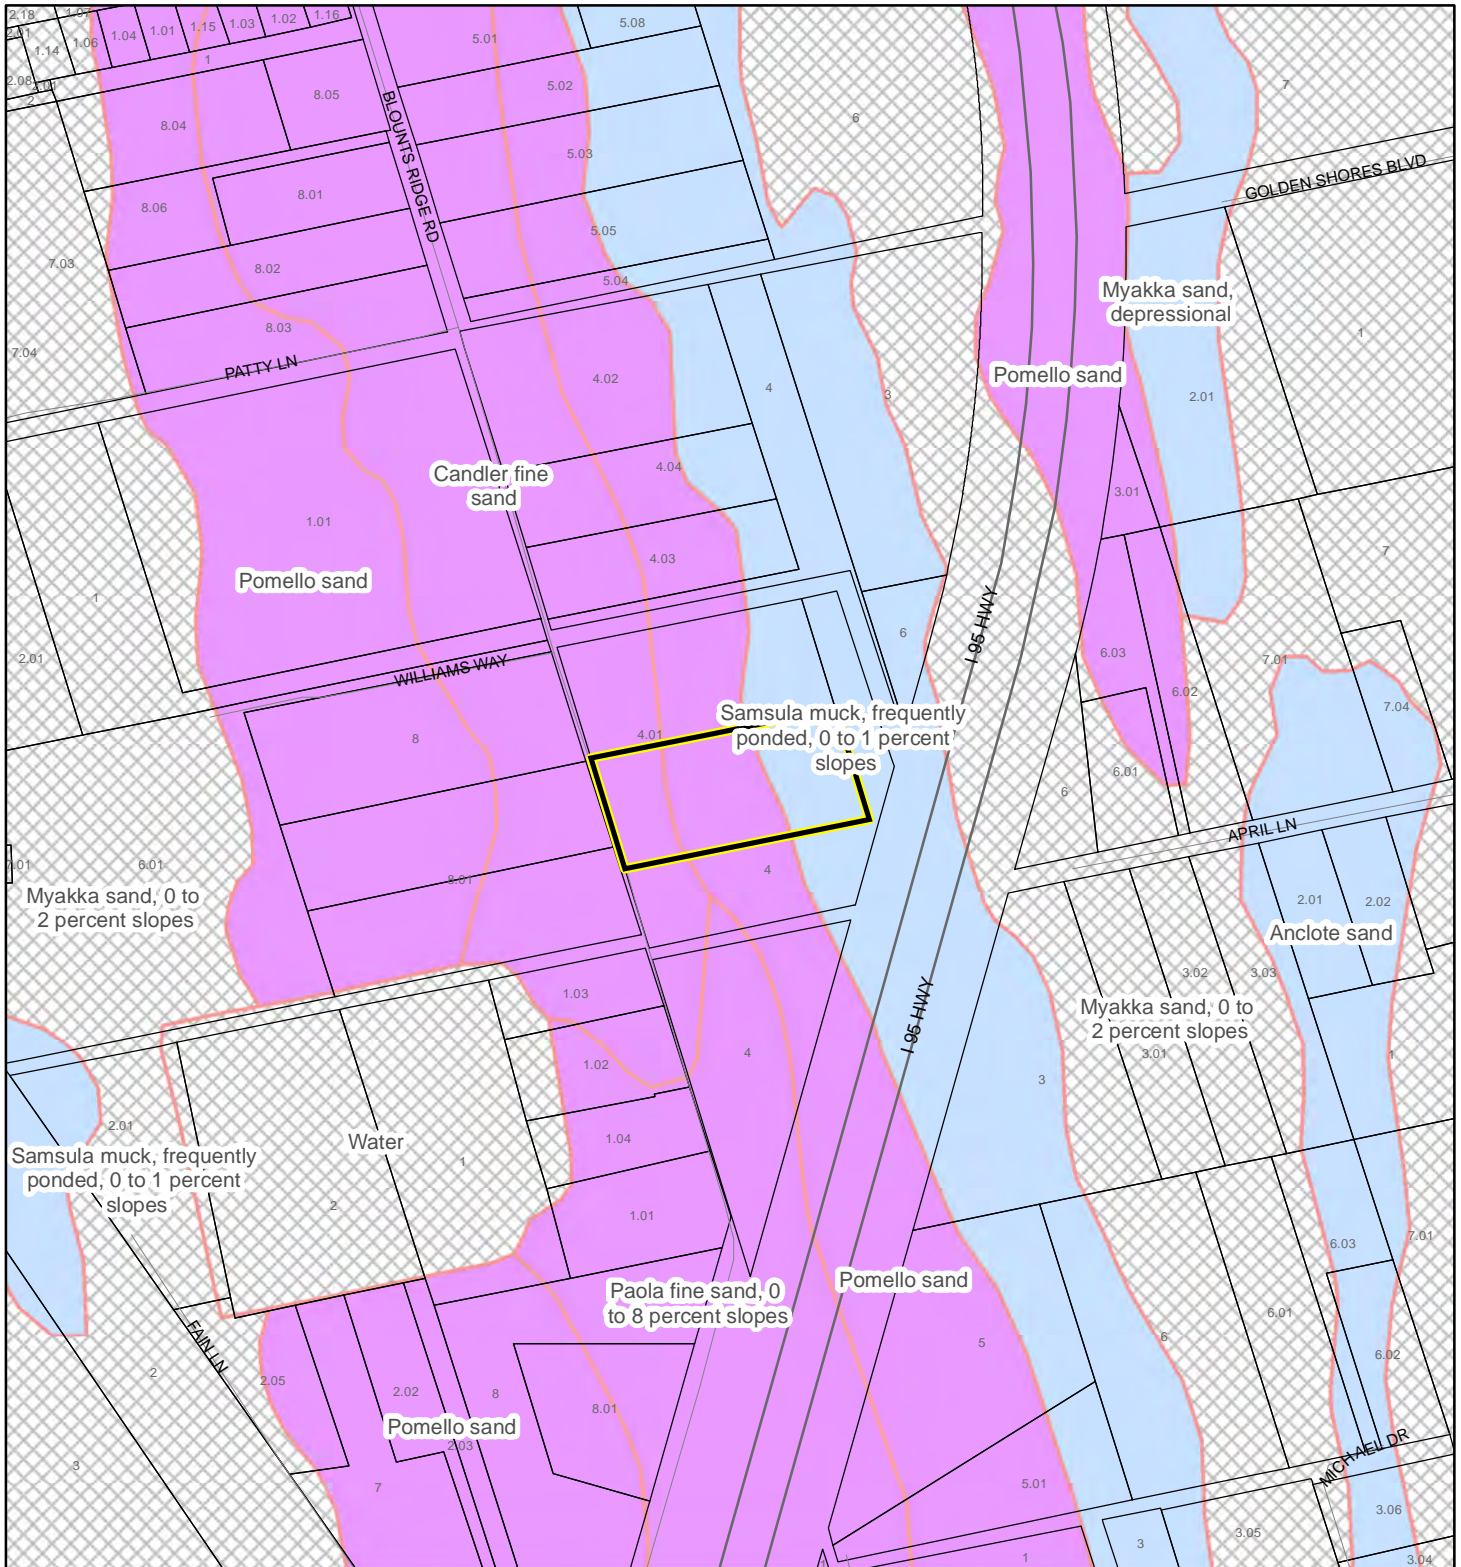 2.18
1.07
1.04
1.01
1.15
1.03
1.02
1.16
5.08
2.01
1.14
1.06
1
5.01
2.08
2.01
2
8.05
5.02
7
8.04
BLOUNTS RIDGE RD
6
5.03
GOLDEN SHORES BLVD
8.01
8.06
5.05
7.03
8.02
5.04
Myakka sand,
depressional
8.03
7.04
PATTY LN
4.02
4
3
Pomello sand
2.01
1
Candler fine
sand
4.04
3.01
1.01
4.03
7
Pomello sand
1
I 95 HWY
6
2.01
WILLIAMS WAY
6.03
7.01
6.02
7.04
8
4.01
Samsula muck, frequently
ponded, 0 to 1 percent
slopes
6.01
6
APRIL LN
7.01
6.01
8.01
4
Myakka sand, 0 to
2 percent slopes
2.01
2.02
Anclote sand
3.02
3.03
1.03
I 95 HWY
Myakka sand, 0 to
2 percent slopes
3.01
4
1.02
3
1
2.01
1.04
Water
1
Samsula muck, frequently
ponded, 0 to 1 percent
slopes
2
1.01
6.03
7.01
Pomello sand
Paola fine sand, 0
to 8 percent slopes
6.01
FAIN LN
5
6
6.02
2
2.05
2.02
8
8.01
Pomello sand
2.03
MICHAEL DR
3
7
5.01
3.06
3
3.05
1
1
3.04